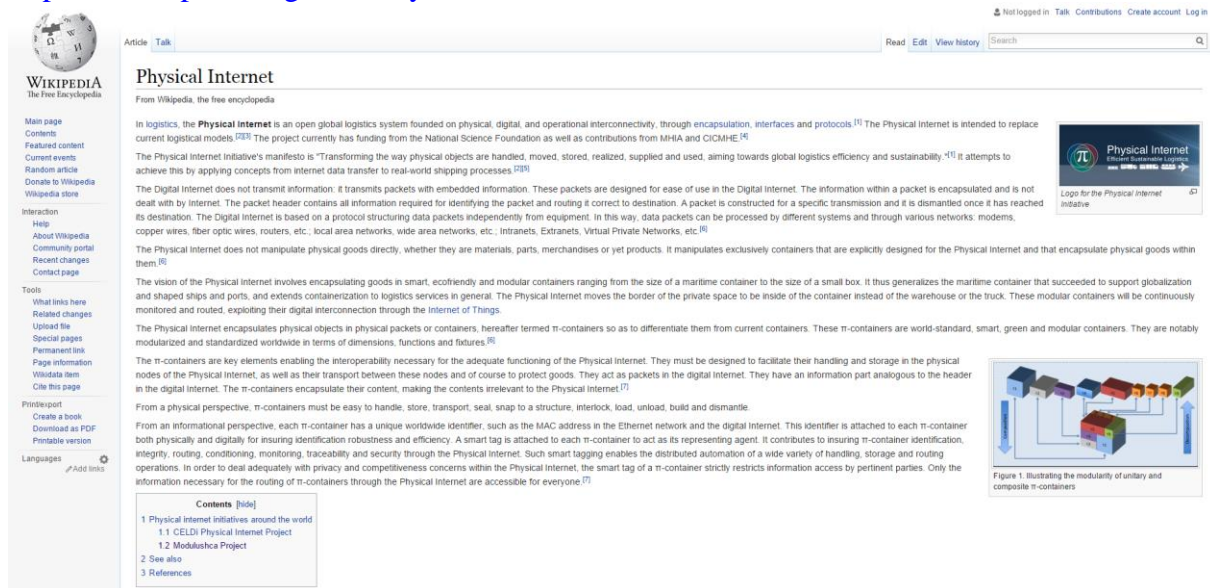 Not logged in Talk Contributions Create account Log in
Article Talk
Read Edit View history Search
WIKIPEDIA
The Free Encyclopedia
Main page
Contents
Featured content
Current events
Random article
Donate to Wikipedia
Wikipedia store
Interaction
Help
About Wikipedia
Community portal
Recent changes
Contact page
Tools
What links here
Related changes
Upload file
Special pages
Permanent link
Page information
Wikidata item
Cite this page
Print/export
Create a book
Download as PDF
Printable version
Languages
Add links
Physical Internet
From Wikipedia, the free encyclopedia
In logistics, the Physical Internet is an open global logistics system founded on physical, digital, and operational interconnectivity, through encapsulation, interfaces and protocols.[1] The Physical Internet is intended to replace
current logistical models.[2][3] The project currently has funding from the National Science Foundation as well as contributions from MHIA and CICMHE.[4]
The Physical Internet Initiative's manifesto is "Transforming the way physical objects are handled, moved, stored, realized, supplied and used, aiming towards global logistics efficiency and sustainability."[1] It attempts to
achieve this by applying concepts from internet data transfer to real-world shipping processes.[2][5]
The Digital Internet does not transmit information: it transmits packets with embedded information. These packets are designed for ease of use in the Digital Internet. The information within a packet is encapsulated and is not
dealt with by Internet. The packet header contains all information required for identifying the packet and routing it correct to destination. A packet is constructed for a specific transmission and it is dismantled once it has reached
its destination. The Digital Internet is based on a protocol structuring data packets independently from equipment. In this way, data packets can be processed by different systems and through various networks: modems,
copper wires, fiber optic wires, routers, etc.; local area networks, wide area networks, etc.; Intranets, Extranets, Virtual Private Networks, etc.[6]
The Physical Internet does not manipulate physical goods directly, whether they are materials, parts, merchandises or yet products. It manipulates exclusively containers that are explicitly designed for the Physical Internet and that encapsulate physical goods within
them.[6]
The vision of the Physical Internet involves encapsulating goods in smart, ecofriendly and modular containers ranging from the size of a maritime container to the size of a small box. It thus generalizes the maritime container that succeeded to support globalization
and shaped ships and ports, and extends containerization to logistics services in general. The Physical Internet moves the border of the private space to be inside of the container instead of the warehouse or the truck. These modular containers will be continuously
monitored and routed, exploiting their digital interconnection through the Internet of Things.
The Physical Internet encapsulates physical objects in physical packets or containers, hereafter termed π-containers so as to differentiate them from current containers. These π-containers are world-standard, smart, green and modular containers. They are notably
modularized and standardized worldwide in terms of dimensions, functions and fixtures.[6]
The π-containers are key elements enabling the interoperability necessary for the adequate functioning of the Physical Internet. They must be designed to facilitate their handling and storage in the physical
nodes of the Physical Internet, as well as their transport between these nodes and of course to protect goods. They act as packets in the digital Internet. They have an information part analogous to the header
in the digital Internet. The π-containers encapsulate their content, making the contents irrelevant to the Physical Internet.[7]
From a physical perspective, π-containers must be easy to handle, store, transport, seal, snap to a structure, interlock, load, unload, build and dismantle.
From an informational perspective, each π-container has a unique worldwide identifier, such as the MAC address in the Ethernet network and the digital Internet. This identifier is attached to each π-container
both physically and digitally for insuring identification robustness and efficiency. A smart tag is attached to each π-container to act as its representing agent. It contributes to insuring π-container identification,
integrity, routing, conditioning, monitoring, traceability and security through the Physical Internet. Such smart tagging enables the distributed automation of a wide variety of handling, storage and routing
operations. In order to deal adequately with privacy and competitiveness concerns within the Physical Internet, the smart tag of a π-container strictly restricts information access by pertinent parties. Only the
information necessary for the routing of π-containers through the Physical Internet are accessible for everyone.[7]
Contents [hide]
1 Physical internet initiatives around the world
1.1 CELDi Physical Internet Project
1.2 Modulushca Project
2 See also
3 References
π Physical Internet
Efficient Sustainable Logistics
Logo for the Physical Internet
Initiative
Figure 1. Illustrating the modularity of unitary and
composite π-containers